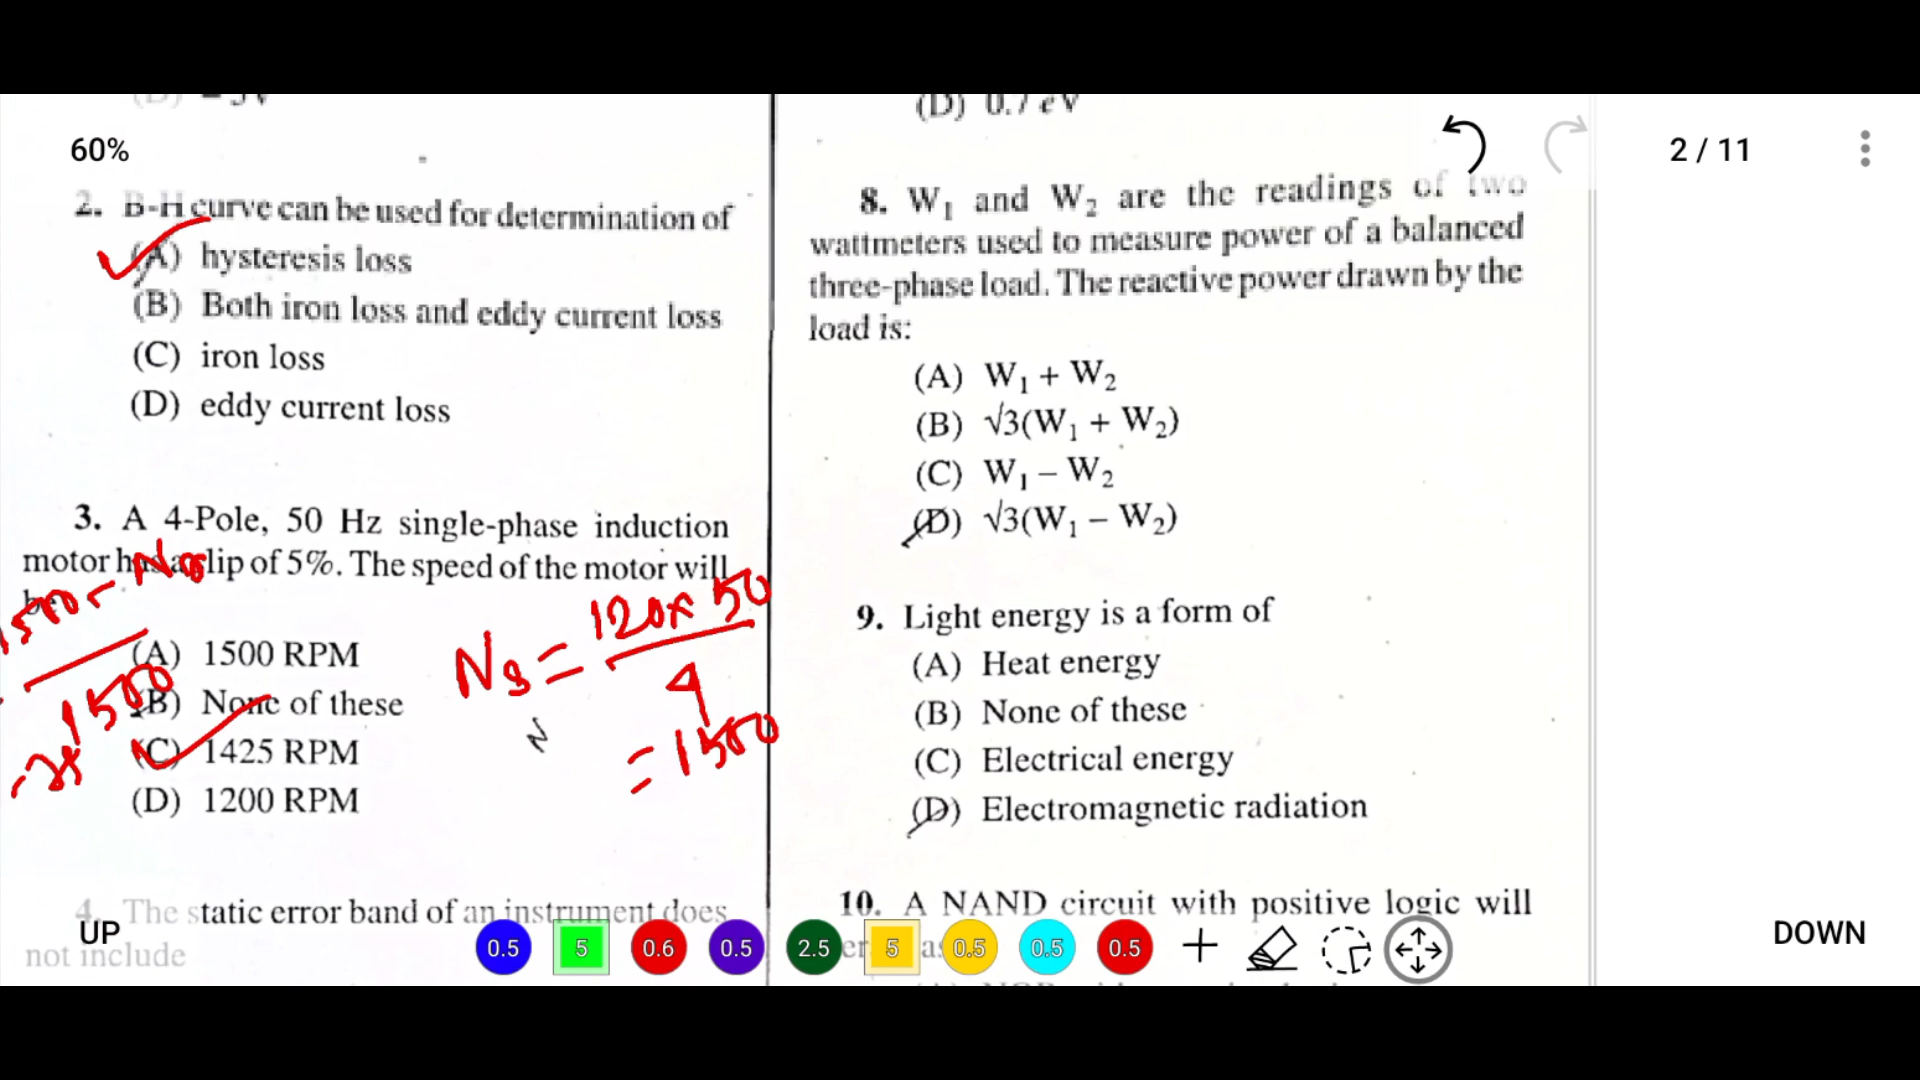 (D) 0.7 eV
60%
2 / 11
2. B-H curve can be used for determination of
(A) hysteresis loss
(B) Both iron loss and eddy current loss
(C) iron loss
(D) eddy current loss
3. A 4-Pole, 50 Hz single-phase induction
motor has a slip of 5%. The speed of the motor will
be
(A) 1500 RPM
(B) None of these
(C) 1425 RPM
(D) 1200 RPM
1500 -
1500
Ns = 120 x 50
4
= 1500
N
4. The static error band of an instrument does
not include
8. W₁ and W₂ are the readings of two
wattmeters used to measure power of a balanced
three-phase load. The reactive power drawn by the
load is:
(A) W₁ + W₂
(B) √3(W₁ + W₂)
(C) W₁ – W₂
(D) √3(W₁ – W₂)
9. Light energy is a form of
(A) Heat energy
(B) None of these
(C) Electrical energy
(D) Electromagnetic radiation
10. A NAND circuit with positive logic will
UP
0.5 5 0.6 0.5 2.5 5 0.5 0.5 0.5
DOWN